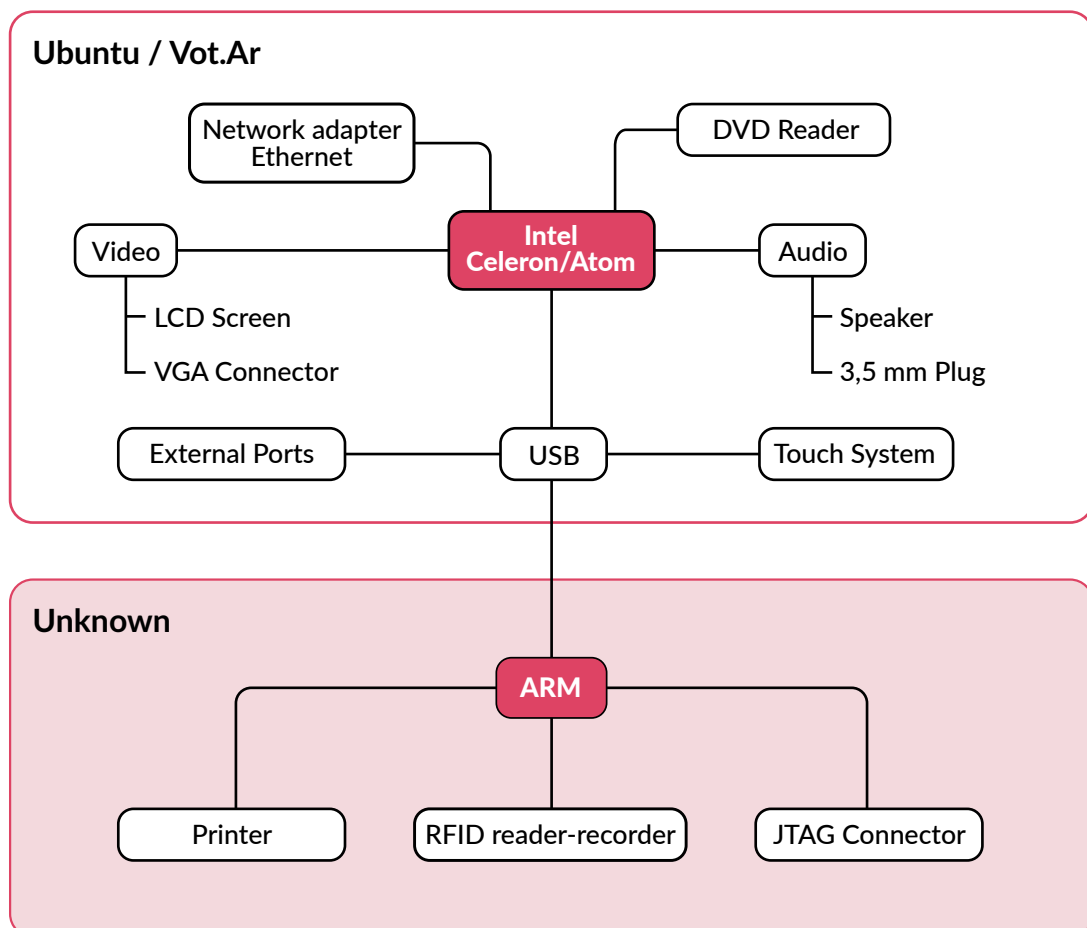 Ubuntu / Vot.Ar
Network adapter
Ethernet
DVD Reader
Intel
Celeron/Atom
Video
Audio
LCD Screen
Speaker
VGA Connector
3,5 mm Plug
External Ports
USB
Touch System
Unknown
ARM
Printer
RFID reader-recorder
JTAG Connector